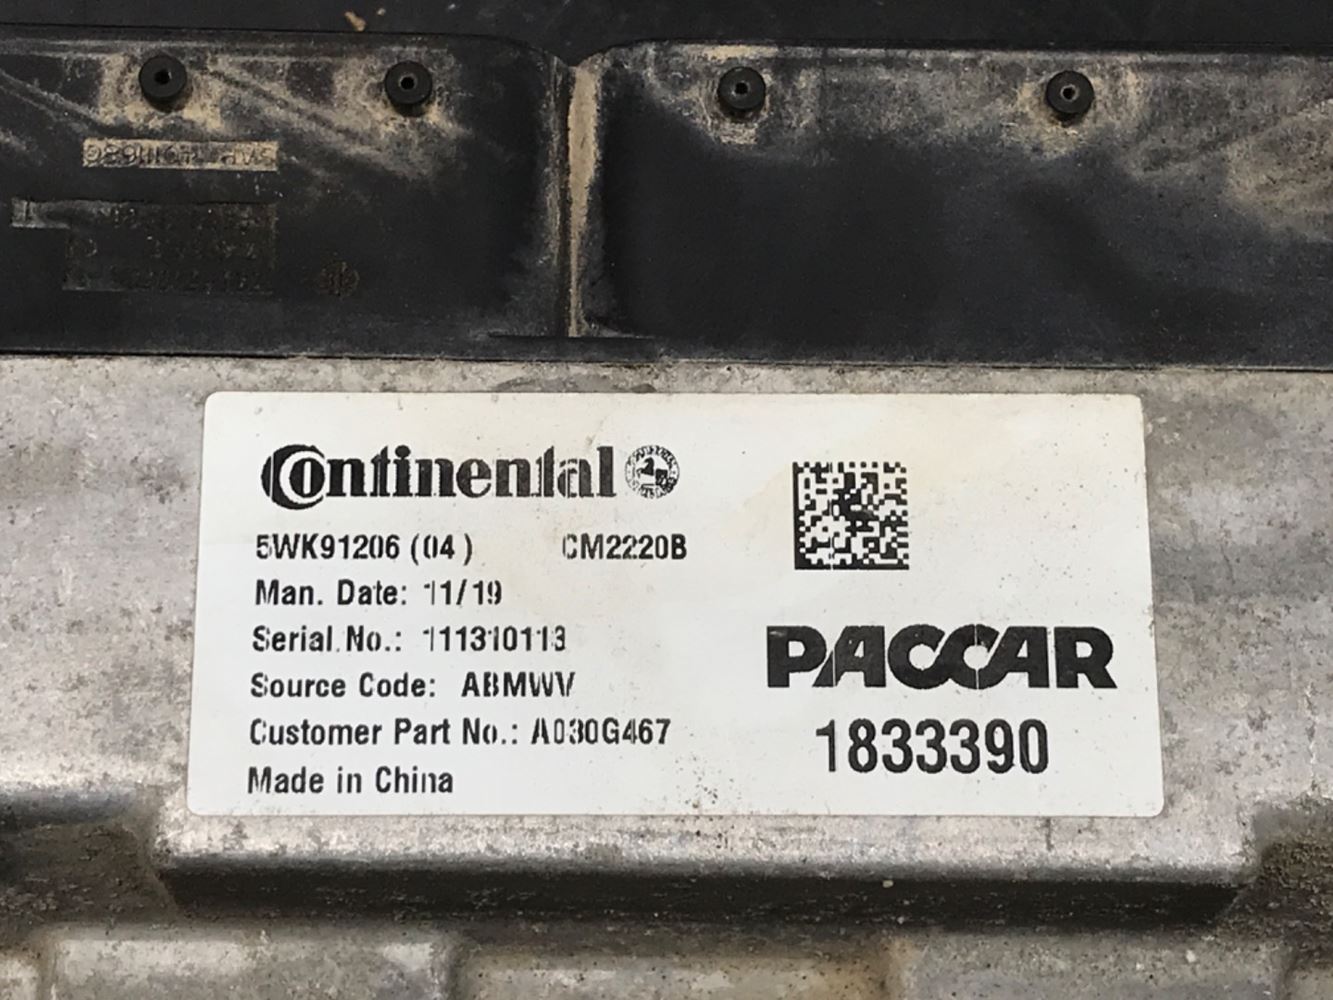 Continental
5WK91206 (04) CM2220B
Man. Date: 11/19
Serial No.: 111310113
Source Code: ABMWV
Customer Part No.: A030G467
Made in China
PACCAR
1833390